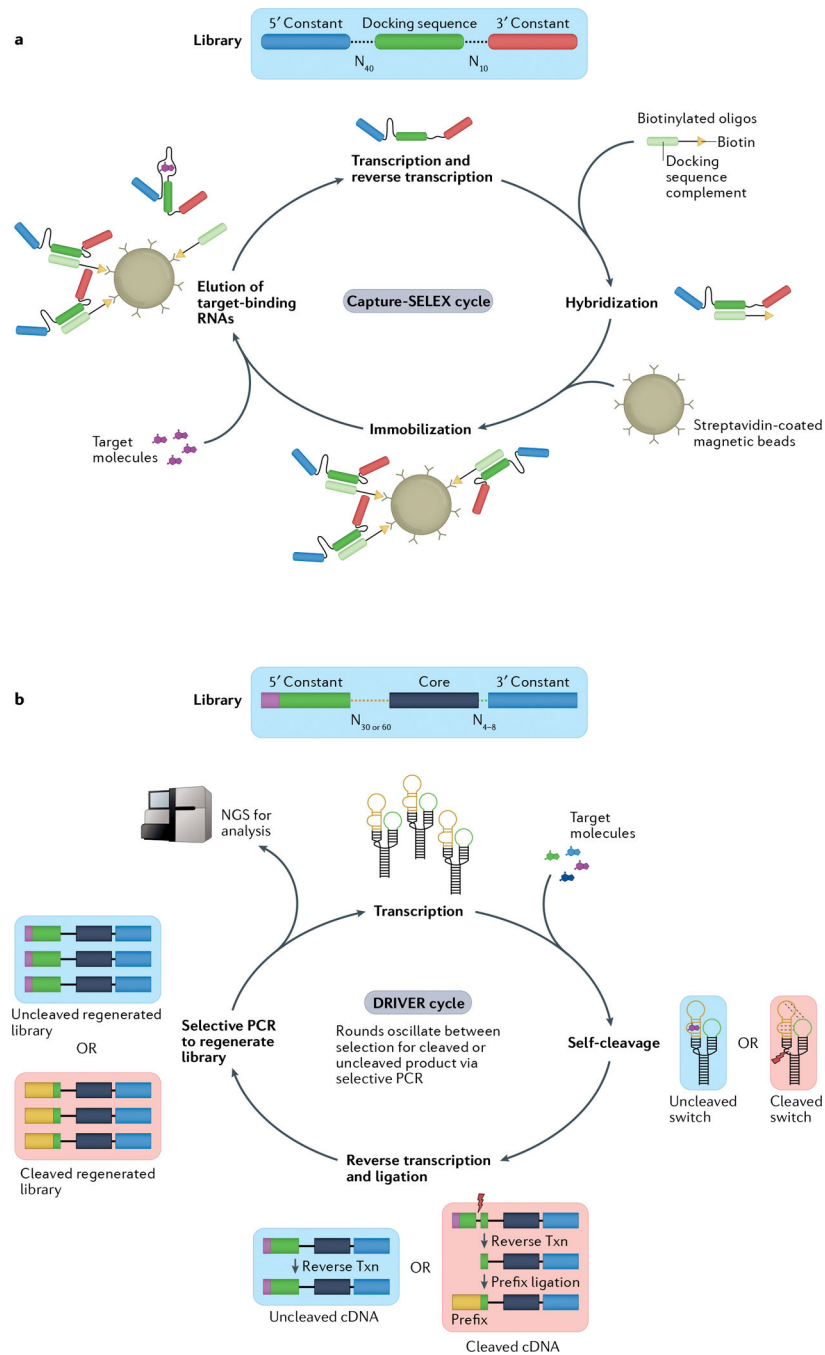 a
Library
5′ Constant
Docking sequence
3′ Constant
N40
N10
Transcription and
reverse transcription
Biotinylated oligos
Biotin
Docking
sequence
complement
Elution of
target-binding
RNAs
Capture-SELEX cycle
Hybridization
Target
molecules
Immobilization
Streptavidin-coated
magnetic beads
b
Library
5′ Constant
Core
3′ Constant
N30 or 60
N4–8
NGS for
analysis
Target
molecules
Transcription
Uncleaved regenerated
library
OR
Cleaved regenerated
library
Selective PCR
to regenerate
library
DRIVER cycle
Rounds oscillate between
selection for cleaved or
uncleaved product via
selective PCR
Self-cleavage
OR
Uncleaved
switch
Cleaved
switch
Reverse transcription
and ligation
Reverse Txn
Uncleaved cDNA
OR
Reverse Txn
Prefix ligation
Prefix
Cleaved cDNA